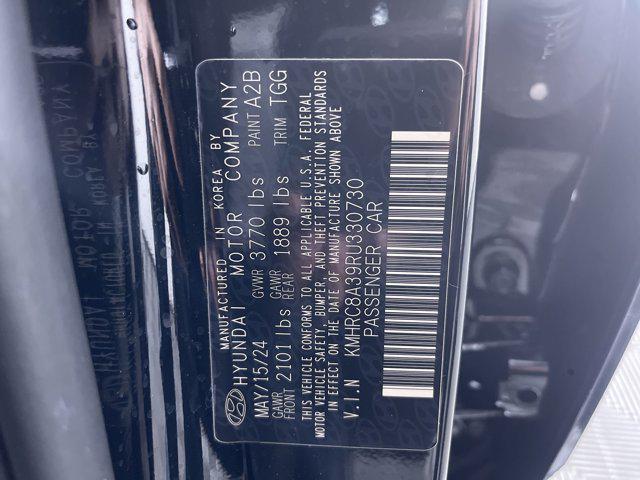 MANUFACTURED IN KOREA BY
HYUNDAI MOTOR COMPANY
MAY/15/24 GVWR 3770 lbs PAINT A2B
GAWR FRONT 2101 lbs GAWR REAR 1889 lbs TRIM TGG
THIS VEHICLE CONFORMS TO ALL APPLICABLE U.S.A. FEDERAL
MOTOR VEHICLE SAFETY, BUMPER, AND THEFT PREVENTION STANDARDS
IN EFFECT ON THE DATE OF MANUFACTURE SHOWN ABOVE
V.I.N KMHRC8A39RU330730
PASSENGER CAR